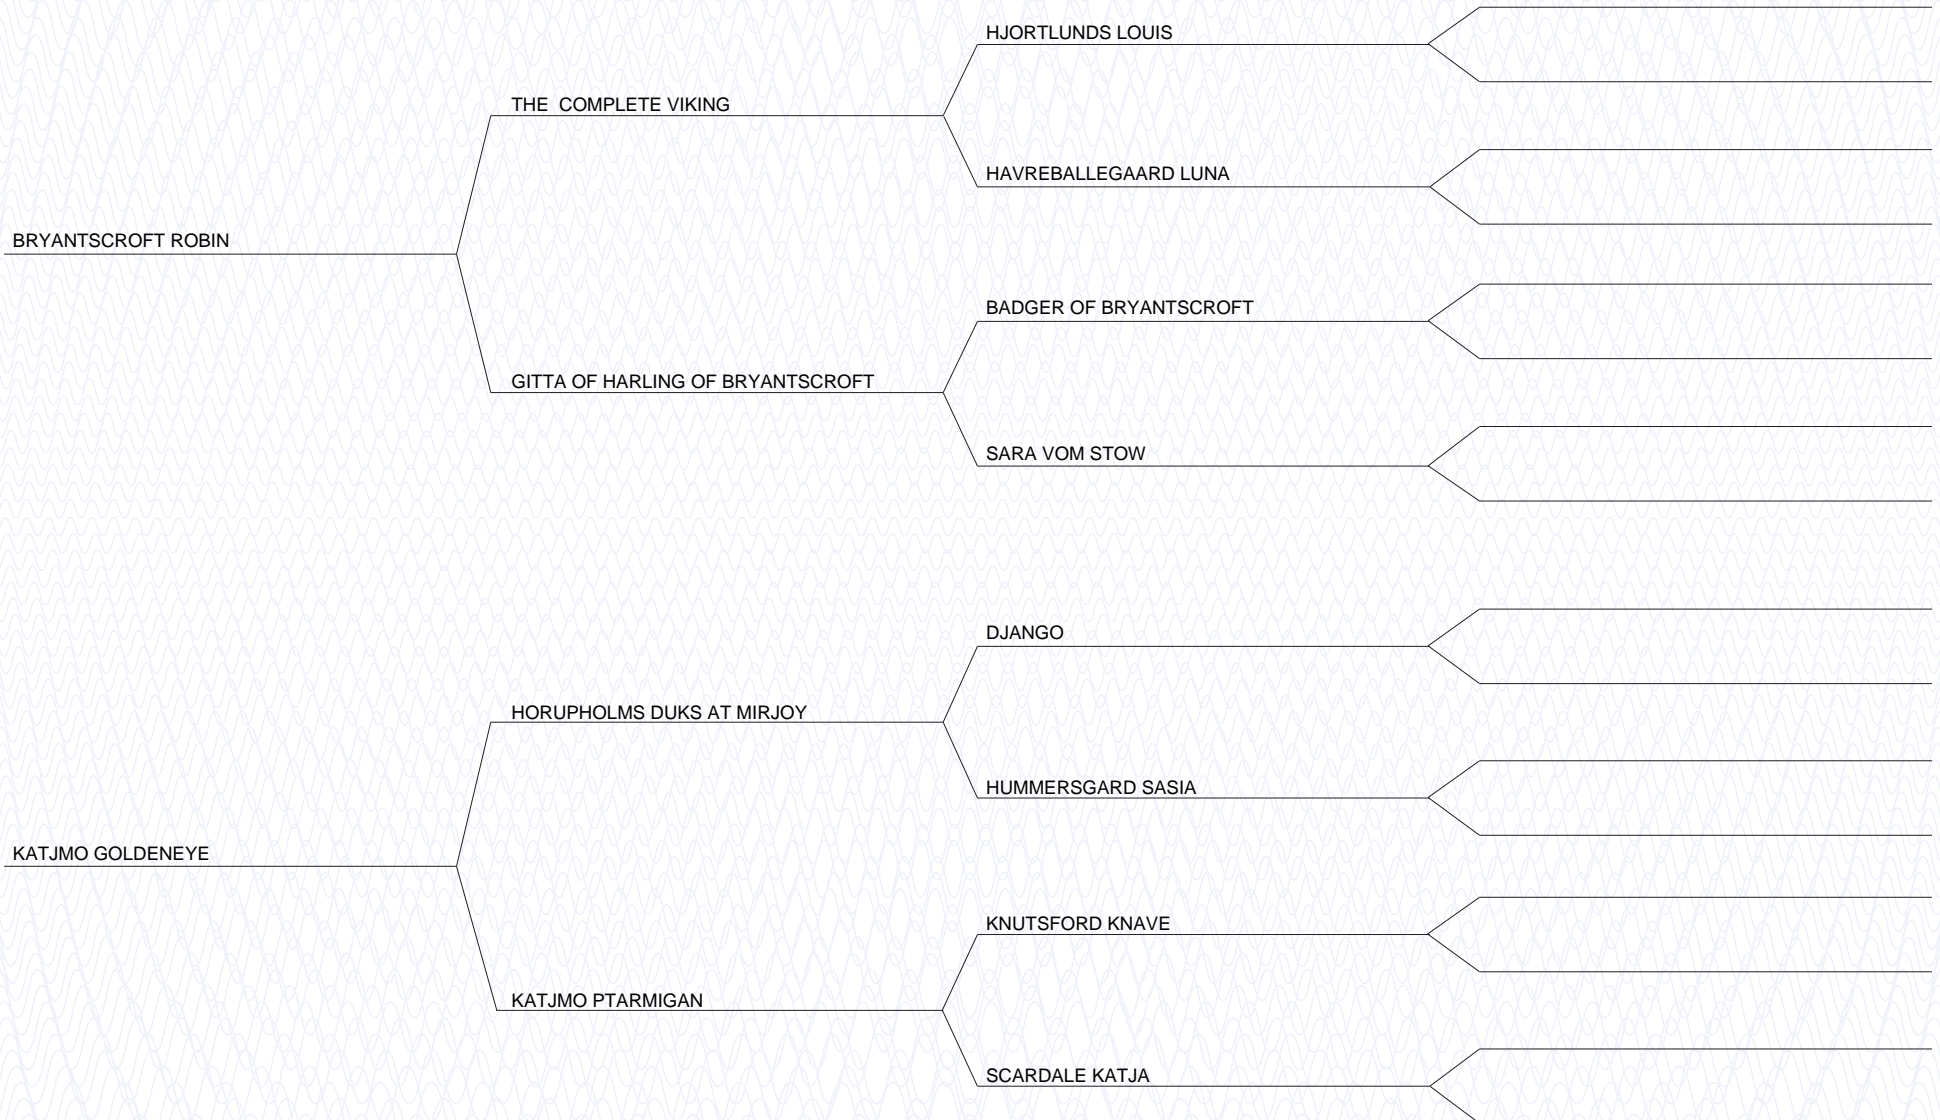 HJORTLUNDS LOUIS
THE  COMPLETE VIKING
HAVREBALLEGAARD LUNA
BRYANTSCROFT ROBIN
BADGER OF BRYANTSCROFT
GITTA OF HARLING OF BRYANTSCROFT
SARA VOM STOW
DJANGO
HORUPHOLMS DUKS AT MIRJOY
HUMMERSGARD SASIA
KATJMO GOLDENEYE
KNUTSFORD KNAVE
KATJMO PTARMIGAN
SCARDALE KATJA